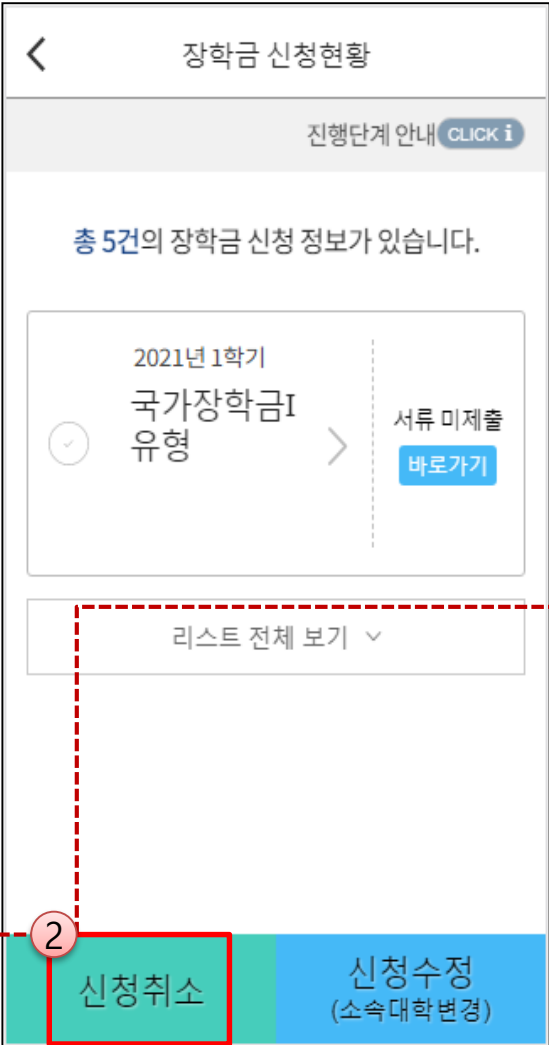 장학금 신청현황
진행단계 안내 CLICK i
총 5건의 장학금 신청 정보가 있습니다.
2021년 1학기
국가장학금I
유형
서류 미제출
바로가기
리스트 전체 보기
2
신청취소
신청수정
(소속대학변경)